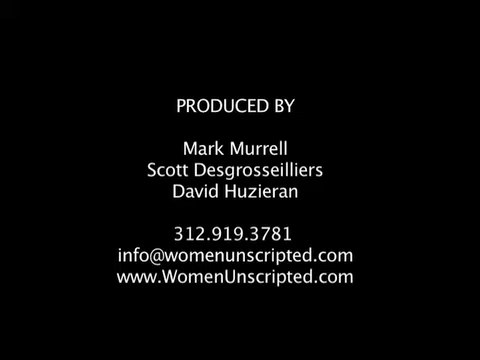 PRODUCED BY
Mark Murrell
Scott Desgrosseilliers
David Huzieran
312.919.3781
info@womenunscripted.com
www.WomenUnscripted.com